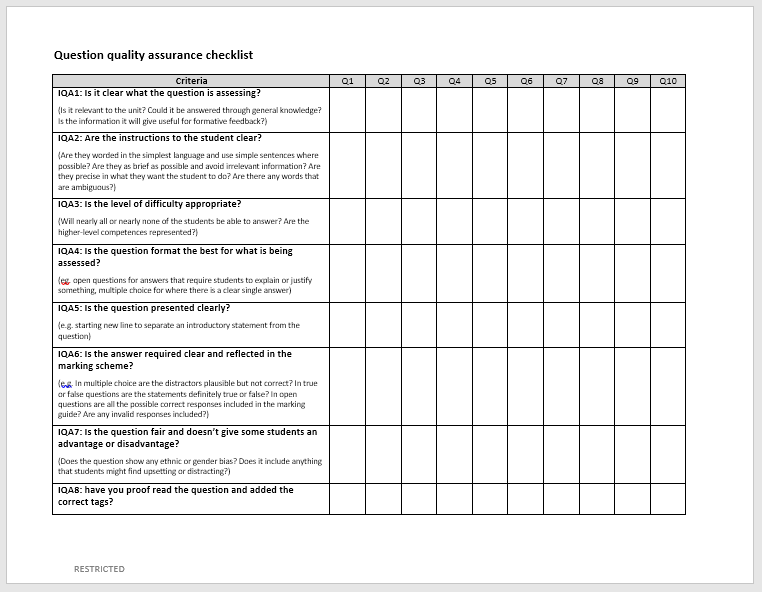 Question quality assurance checklist
Criteria Q1 Q2 Q3 Q4 Q5 Q6 Q7 Q8 Q9 Q10
IQA1: Is it clear what the question is assessing?
(Is it relevant to the unit? Could it be answered through general knowledge?
Is the information it will give useful for formative feedback?)
IQA2: Are the instructions to the student clear?
(Are they worded in the simplest language and use simple sentences where
possible? Are they as brief as possible and avoid irrelevant information? Are
they precise in what they want the student to do? Are there any words that
are ambiguous?)
IQA3: Is the level of difficulty appropriate?
(Will nearly all or nearly none of the students be able to answer? Are the
higher-level competences represented?)
IQA4: Is the question format the best for what is being
assessed?
(eg. open questions for answers that require students to explain or justify
something, multiple choice for where there is a clear single answer)
IQA5: Is the question presented clearly?
(e.g. starting new line to separate an introductory statement from the
question)
IQA6: Is the answer required clear and reflected in the
marking scheme?
(e.g. In multiple choice are the distractors plausible but not correct? In true
or false questions are the statements definitely true or false? In open
questions are all the possible correct responses included in the marking
guide? Are any invalid responses included?)
IQA7: Is the question fair and doesn't give some students an
advantage or disadvantage?
(Does the question show any ethnic or gender bias? Does it include anything
that students might find upsetting or distracting?)
IQA8: have you proof read the question and added the
correct tags?
RESTRICTED